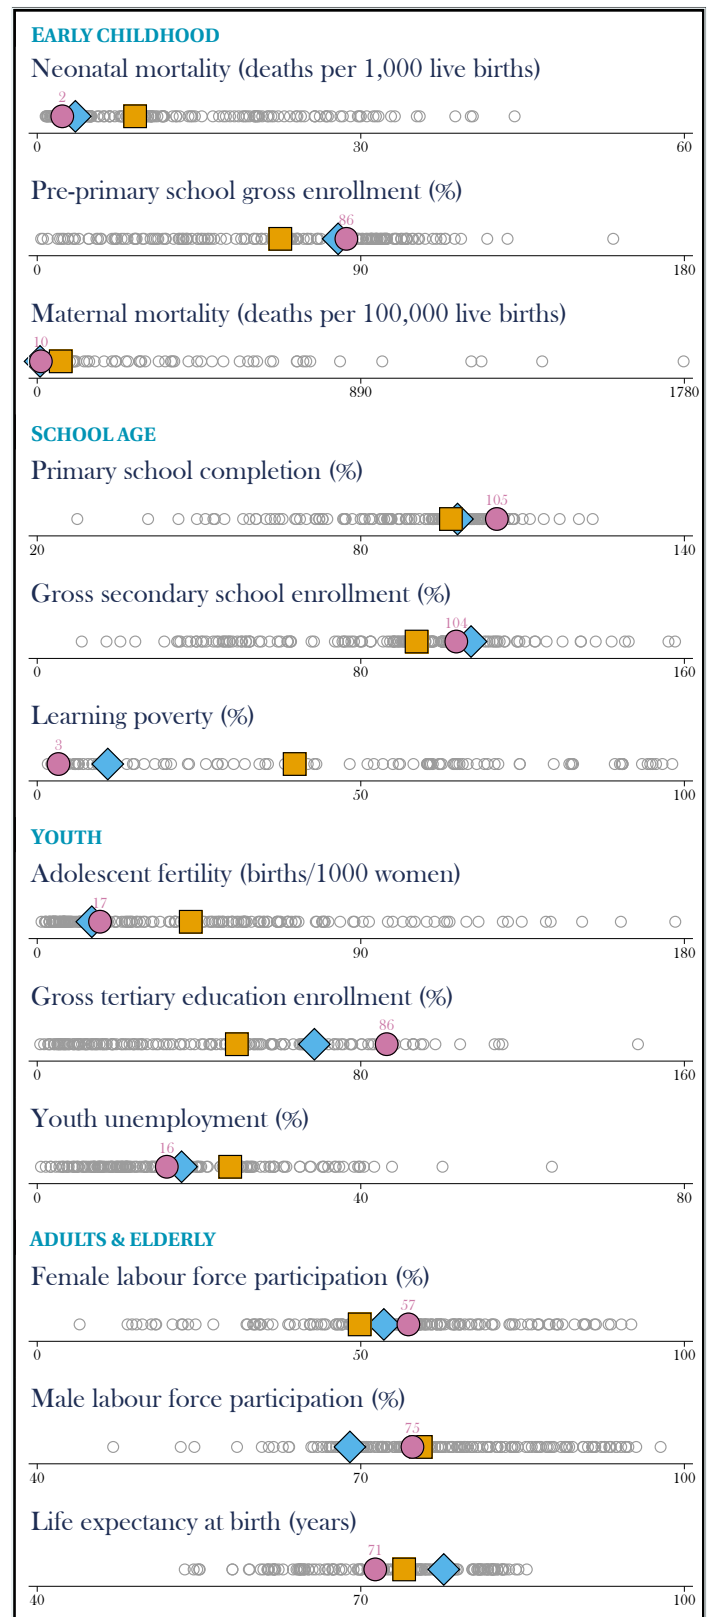 EARLY CHILDHOOD
Neonatal mortality (deaths per 1,000 live births)
2
0 30 60
Pre-primary school gross enrollment (%)
86
0 90 180
Maternal mortality (deaths per 100,000 live births)
10
0 890 1780
SCHOOL AGE
Primary school completion (%)
105
20 80 140
Gross secondary school enrollment (%)
104
0 80 160
Learning poverty (%)
3
0 50 100
YOUTH
Adolescent fertility (births/1000 women)
17
0 90 180
Gross tertiary education enrollment (%)
86
0 80 160
Youth unemployment (%)
16
0 40 80
ADULTS & ELDERLY
Female labour force participation (%)
57
0 50 100
Male labour force participation (%)
75
40 70 100
Life expectancy at birth (years)
71
40 70 100